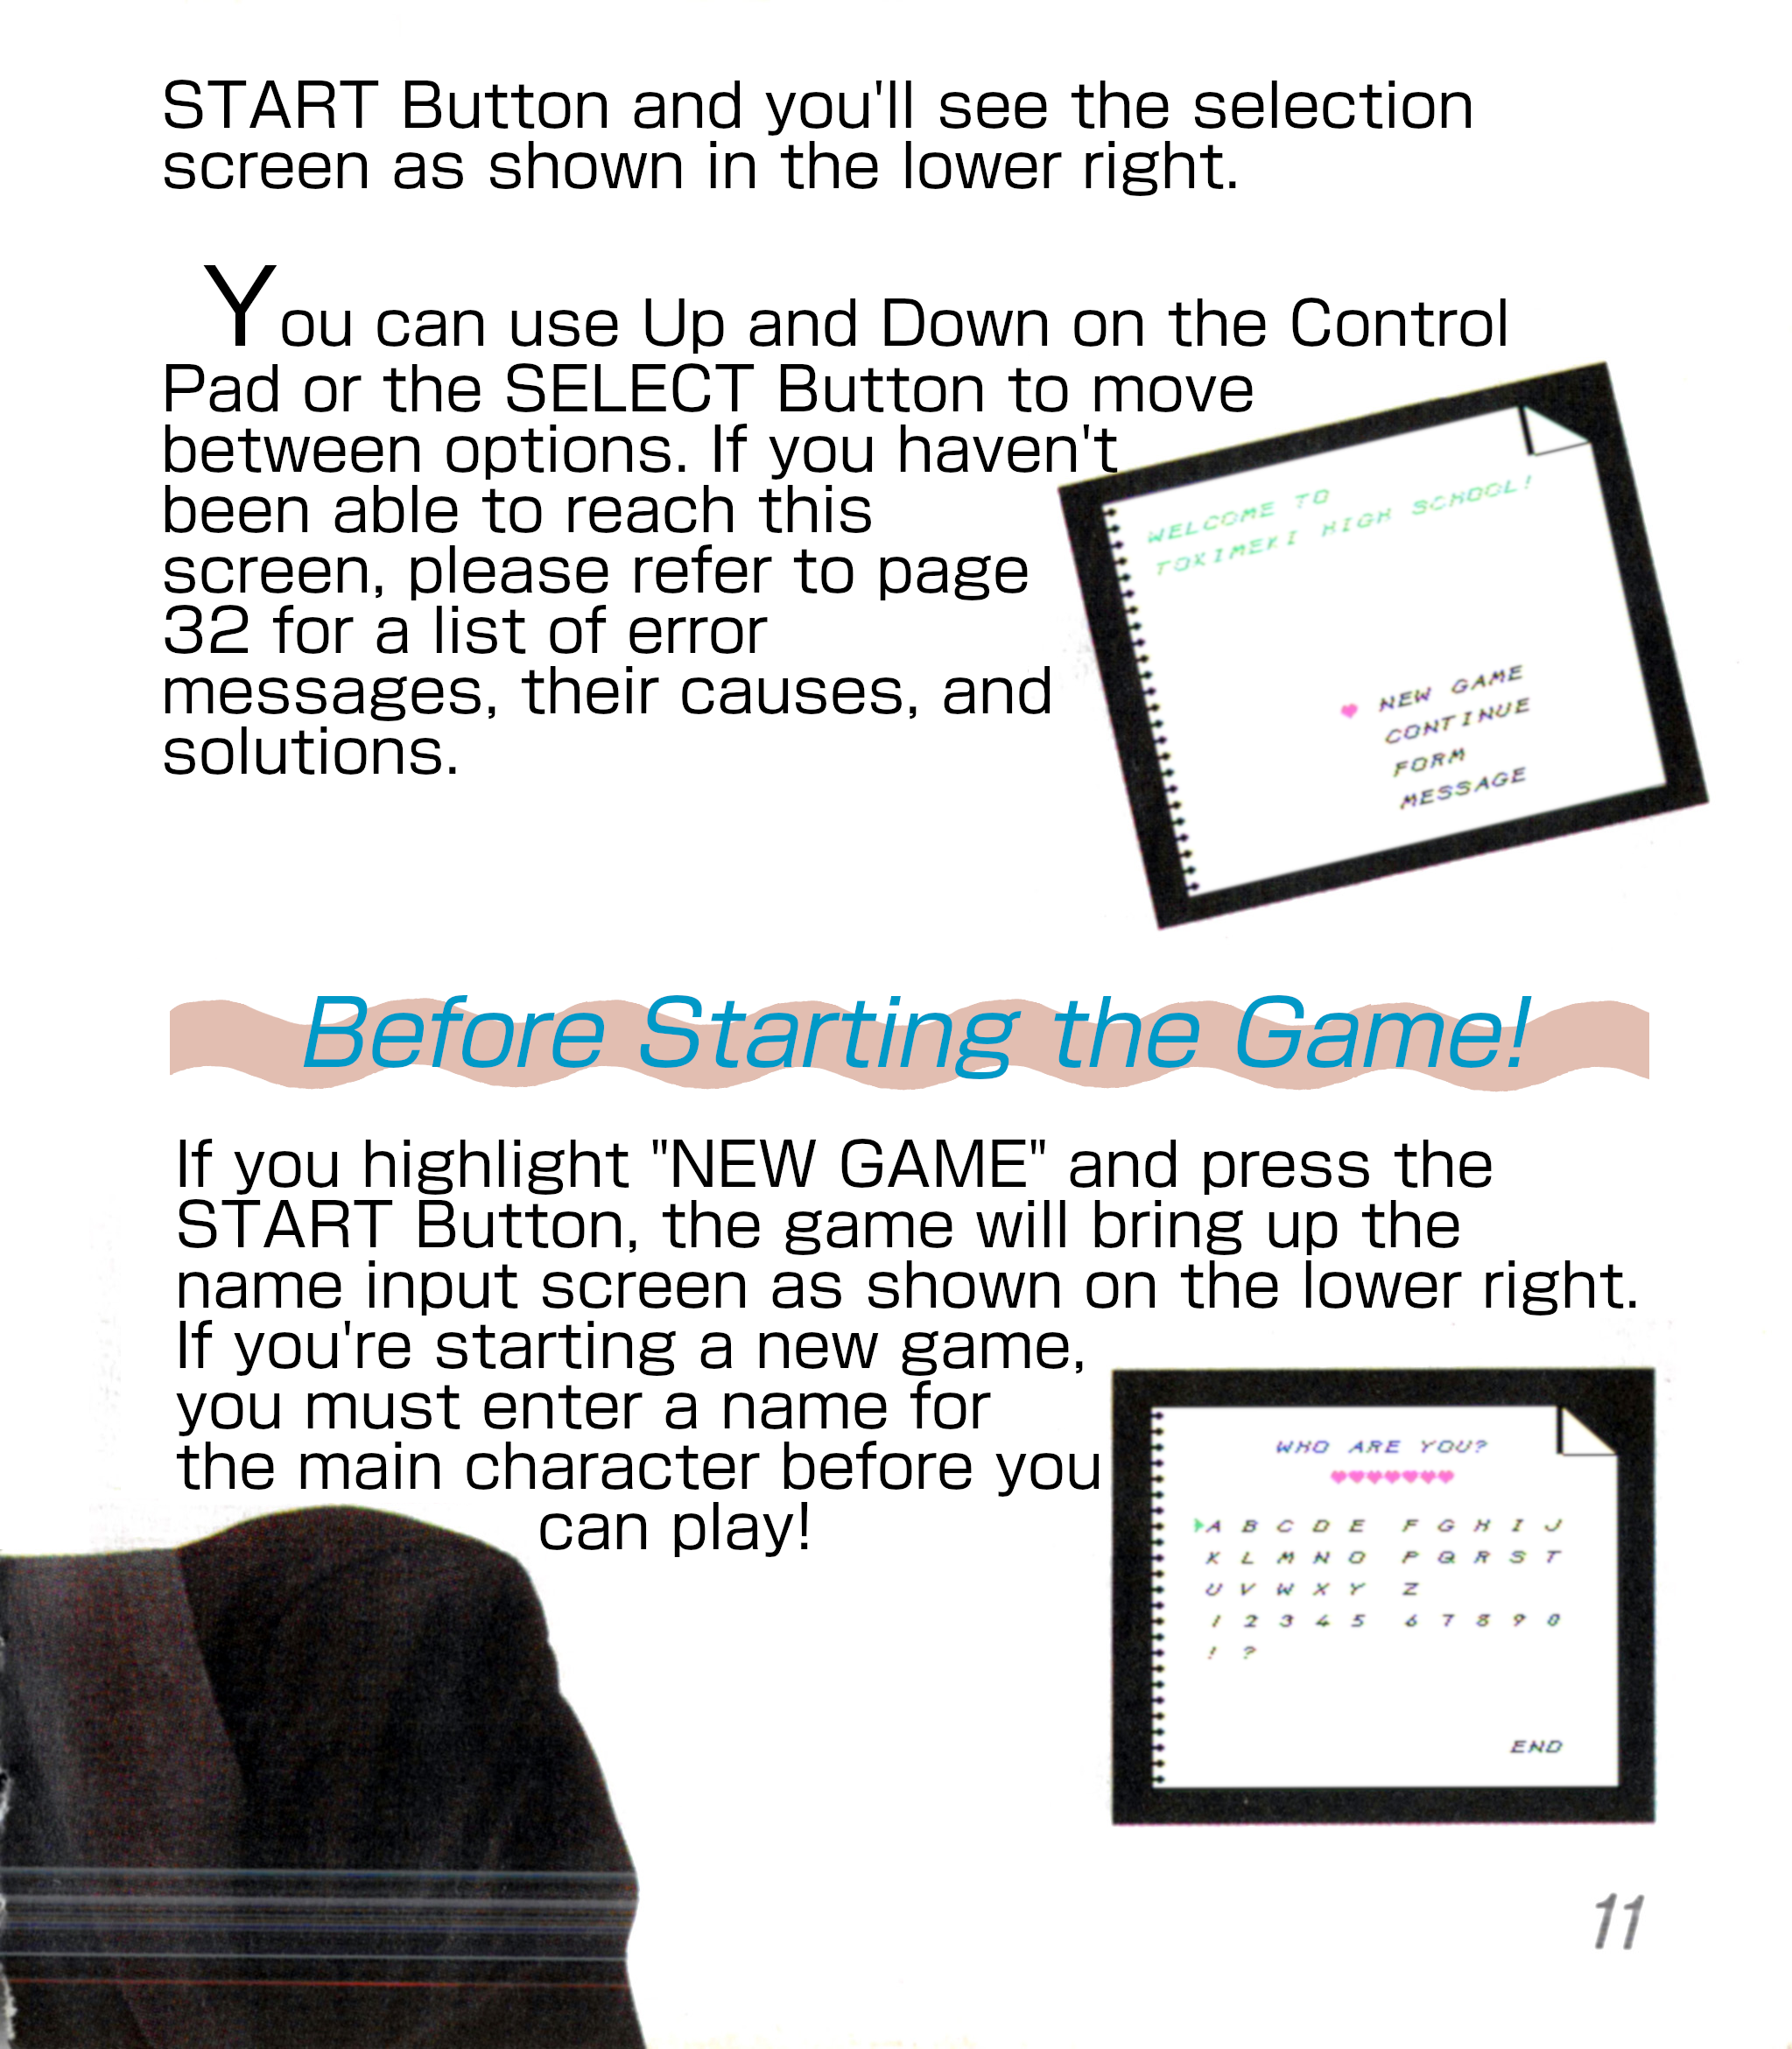 START Button and you'll see the selection
screen as shown in the lower right.
You can use Up and Down on the Control
Pad or the SELECT Button to move
between options. If you haven't
been able to reach this
screen, please refer to page
32 for a list of error
messages, their causes, and
solutions.
WELCOME TO
TOKIMEKI HIGH SCHOOL!
NEW GAME
CONTINUE
FORM
MESSAGE
Before Starting the Game!
If you highlight "NEW GAME" and press the
START Button, the game will bring up the
name input screen as shown on the lower right.
If you're starting a new game,
you must enter a name for
the main character before you
can play!
WHO ARE YOU?
A B C D E F G H I J
K L M N O P Q R S T
U V W X Y Z
1 2 3 4 5 6 7 8 9 0
! ?
END
11